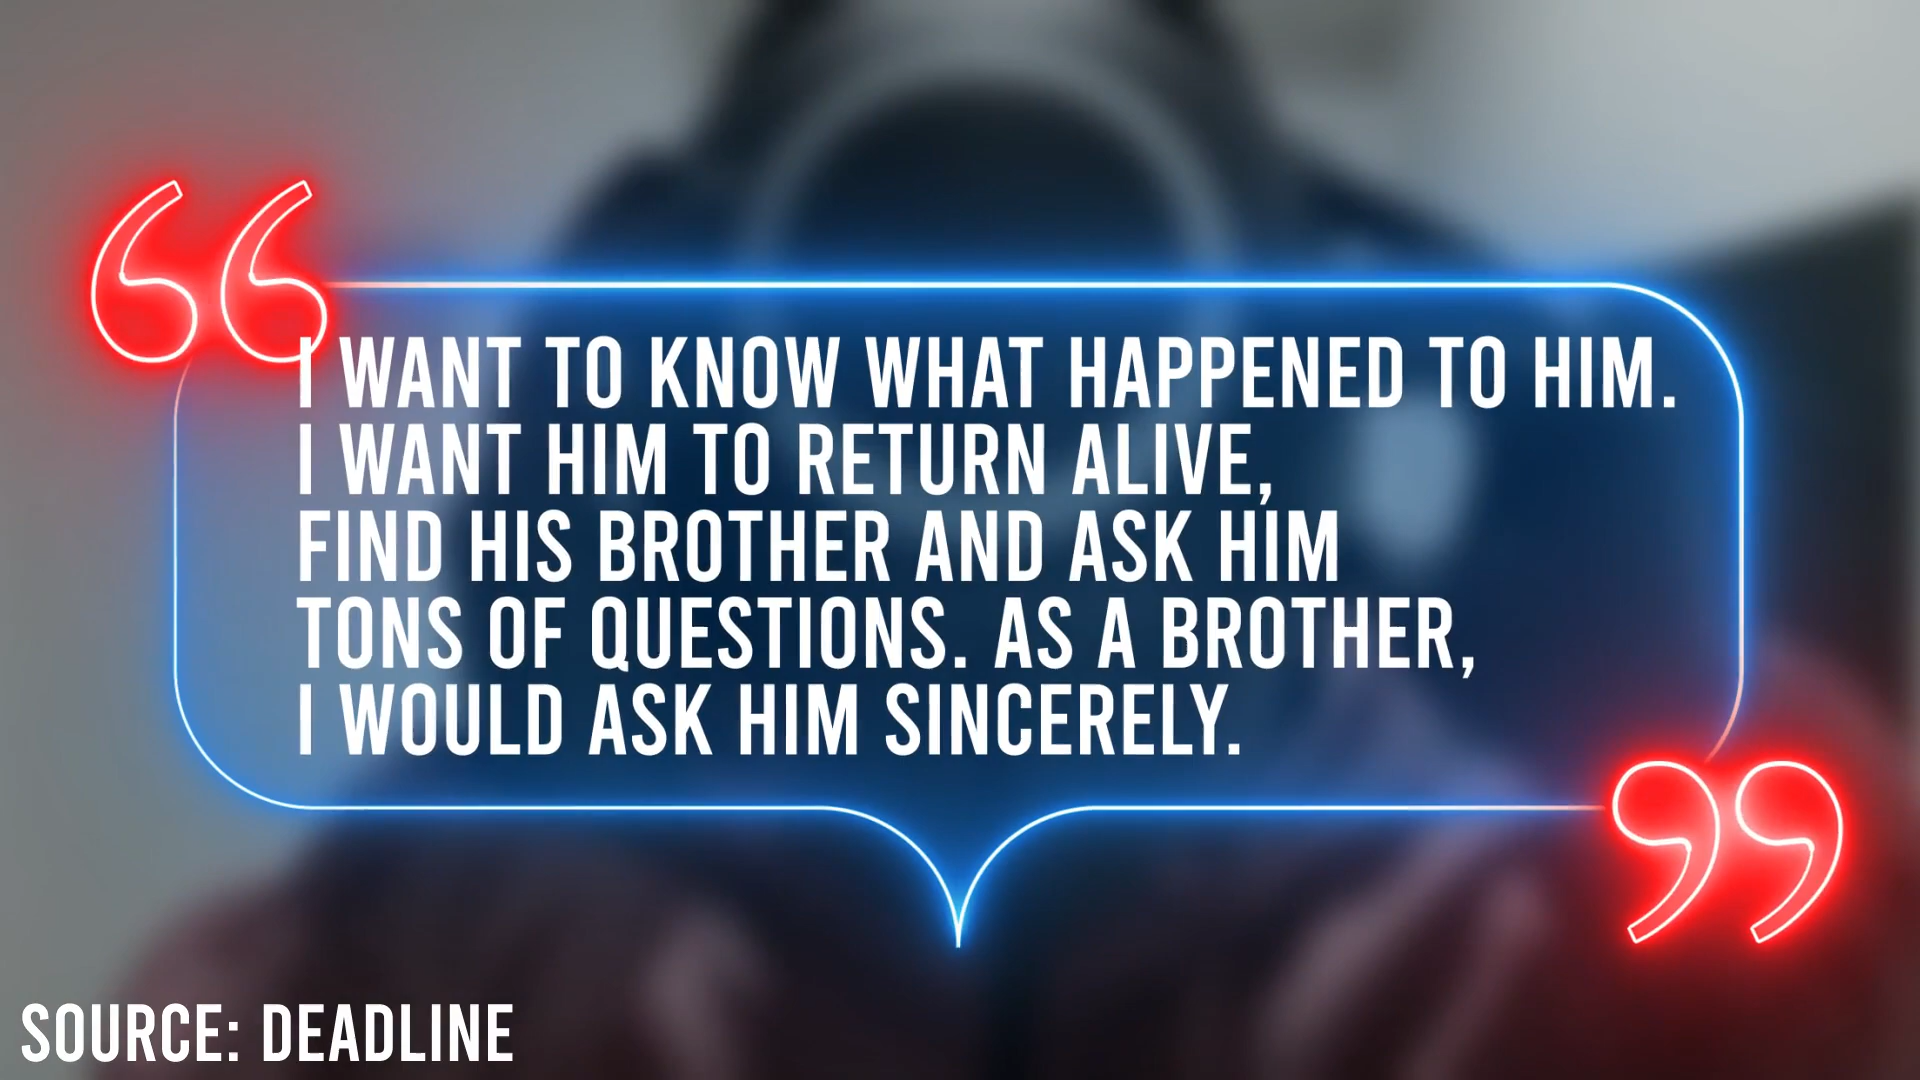 “
I WANT TO KNOW WHAT HAPPENED TO HIM.
I WANT HIM TO RETURN ALIVE,
FIND HIS BROTHER AND ASK HIM
TONS OF QUESTIONS. AS A BROTHER,
I WOULD ASK HIM SINCERELY.
”
SOURCE: DEADLINE